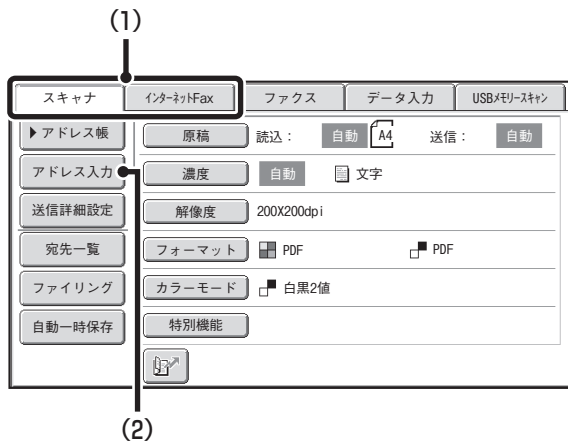 (1)
スキャナ インターネットFax ファクス データ入力 USBメモリースキャン
アドレス帳 原稿 読込： 自動 A4 送信： 自動
アドレス入力 濃度 自動 文字
送信詳細設定 解像度 200X200dpi
宛先一覧 フォーマット PDF PDF
ファイリング カラーモード 白黒2値
自動一時保存 特別機能
(2)